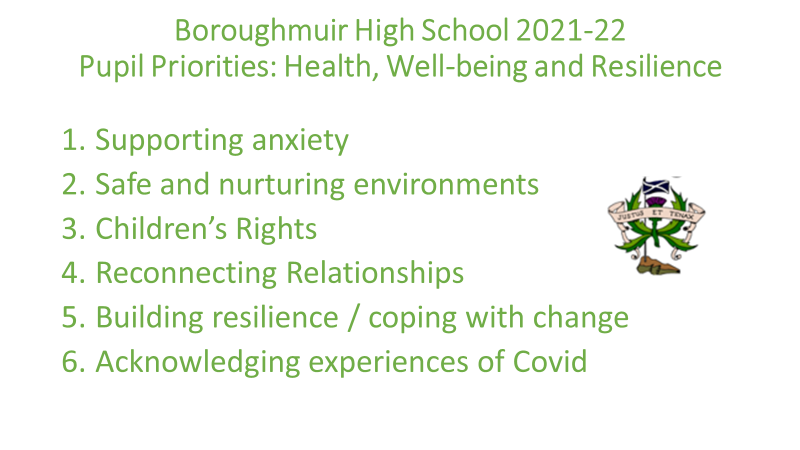 Boroughmuir High School 2021-22
Pupil Priorities: Health, Well-being and Resilience
1. Supporting anxiety
2. Safe and nurturing environments
3. Children’s Rights
4. Reconnecting Relationships
5. Building resilience / coping with change
6. Acknowledging experiences of Covid
JUSTUS ET TENAX